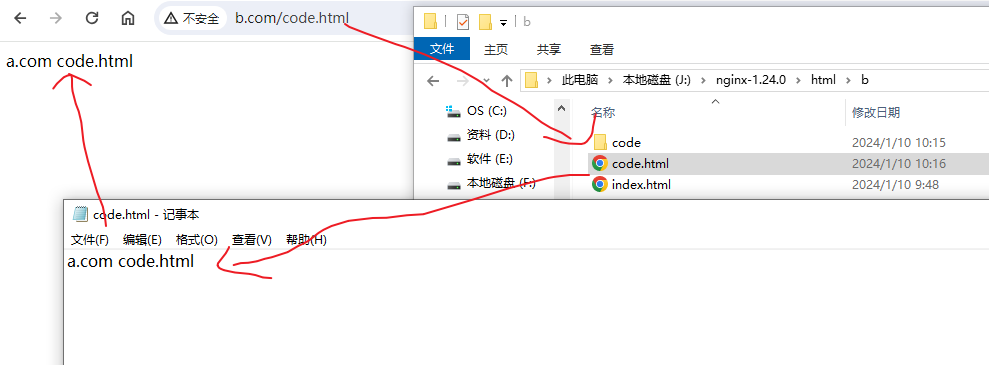 不安全 b.com/code.html
a.com code.html
b
文件 主页 共享 查看
此电脑 本地磁盘 (J:) nginx-1.24.0 html b
OS (C:)
资料 (D:)
软件 (E:)
本地磁盘 (F:)
名称 修改日期
code 2024/1/10 10:15
code.html 2024/1/10 10:16
index.html 2024/1/10 9:48
code.html - 记事本
文件(F) 编辑(E) 格式(O) 查看(V) 帮助(H)
a.com code.html